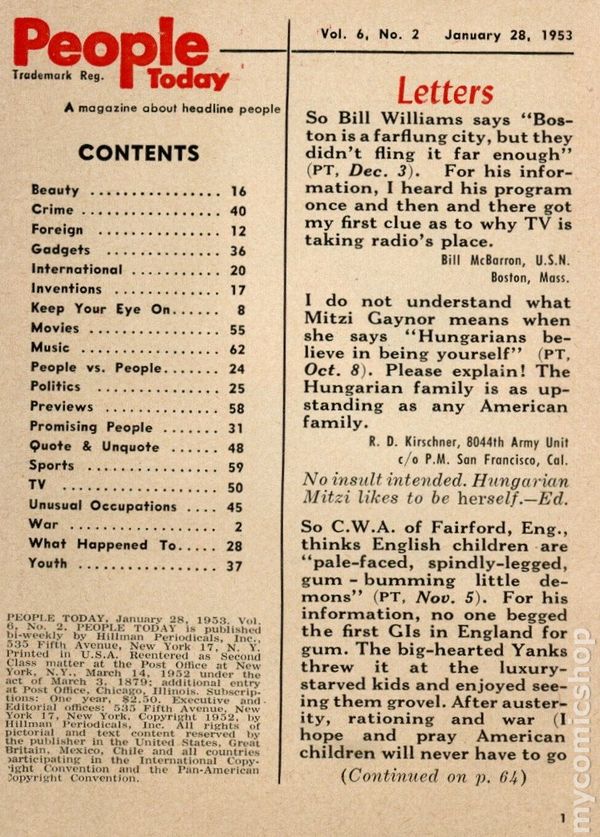 People
Today
Trademark Reg.
A magazine about headline people
CONTENTS
Beauty ................ 16
Crime ................. 40
Foreign ............... 12
Gadgets ............... 36
International ......... 20
Inventions ............ 17
Keep Your Eye On...... 8
Movies ................ 55
Music ................. 62
People vs. People....... 24
Politics ............... 25
Previews .............. 58
Promising People ...... 31
Quote & Unquote ...... 48
Sports ................ 59
TV .................... 50
Unusual Occupations .... 45
War ................... 2
What Happened To..... 28
Youth ................. 37
PEOPLE TODAY, January 28, 1953. Vol.
6, No. 2. PEOPLE TODAY is published
bi-weekly by Hillman Periodicals, Inc.,
535 Fifth Avenue, New York 17, N. Y.
Printed in U.S.A. Reentered as Second
Class matter at the Post Office at New
York, N.Y., March 14, 1952 under the
act of March 3, 1879; additional entry
at Post Office, Chicago, Illinois. Subscrip-
tions: One year, $2.50. Executive and
Editorial offices: 535 Fifth Avenue, New
York 17, New York. Copyright 1952, by
Hillman Periodicals, Inc. All rights of
pictorial and text content reserved by
the publisher in the United States, Great
Britain, Mexico, Chile and all countries
participating in the International Copy-
right Convention and the Pan-American
Copyright Convention.
Vol. 6, No. 2 January 28, 1953
Letters
So Bill Williams says "Bos-
ton is a farflung city, but they
didn't fling it far enough"
(PT, Dec. 3). For his infor-
mation, I heard his program
once and then and there got
my first clue as to why TV is
taking radio's place.
Bill McBarron, U.S.N.
Boston, Mass.
I do not understand what
Mitzi Gaynor means when
she says "Hungarians be-
lieve in being yourself" (PT,
Oct. 8). Please explain! The
Hungarian family is as up-
standing as any American
family.
R. D. Kirschner, 8044th Army Unit
c/o P.M. San Francisco, Cal.
No insult intended. Hungarian
Mitzi likes to be herself.—Ed.
So C.W.A. of Fairford, Eng.,
thinks English children are
"pale-faced, spindly-legged,
gum-bumming little de-
mons" (PT, Nov. 5). For his
information, no one begged
the first GIs in England for
gum. The big-hearted Yanks
threw it at the luxury-
starved kids and enjoyed see-
ing them grovel. After auster-
ity, rationing and war (I
hope and pray American
children will never have to go
(Continued on p. 64)
1
mycomicshop